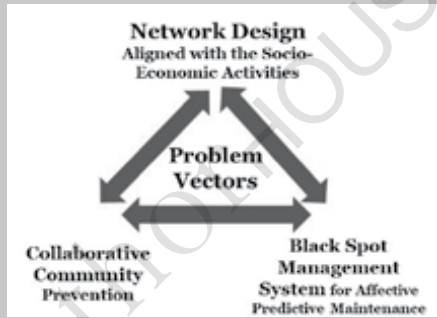 Network Design
Aligned with the Socio-
Economic Activities
Problem
Vectors
Collaborative
Community
Prevention
Black Spot
Management
System for Affective
Predictive Maintenance